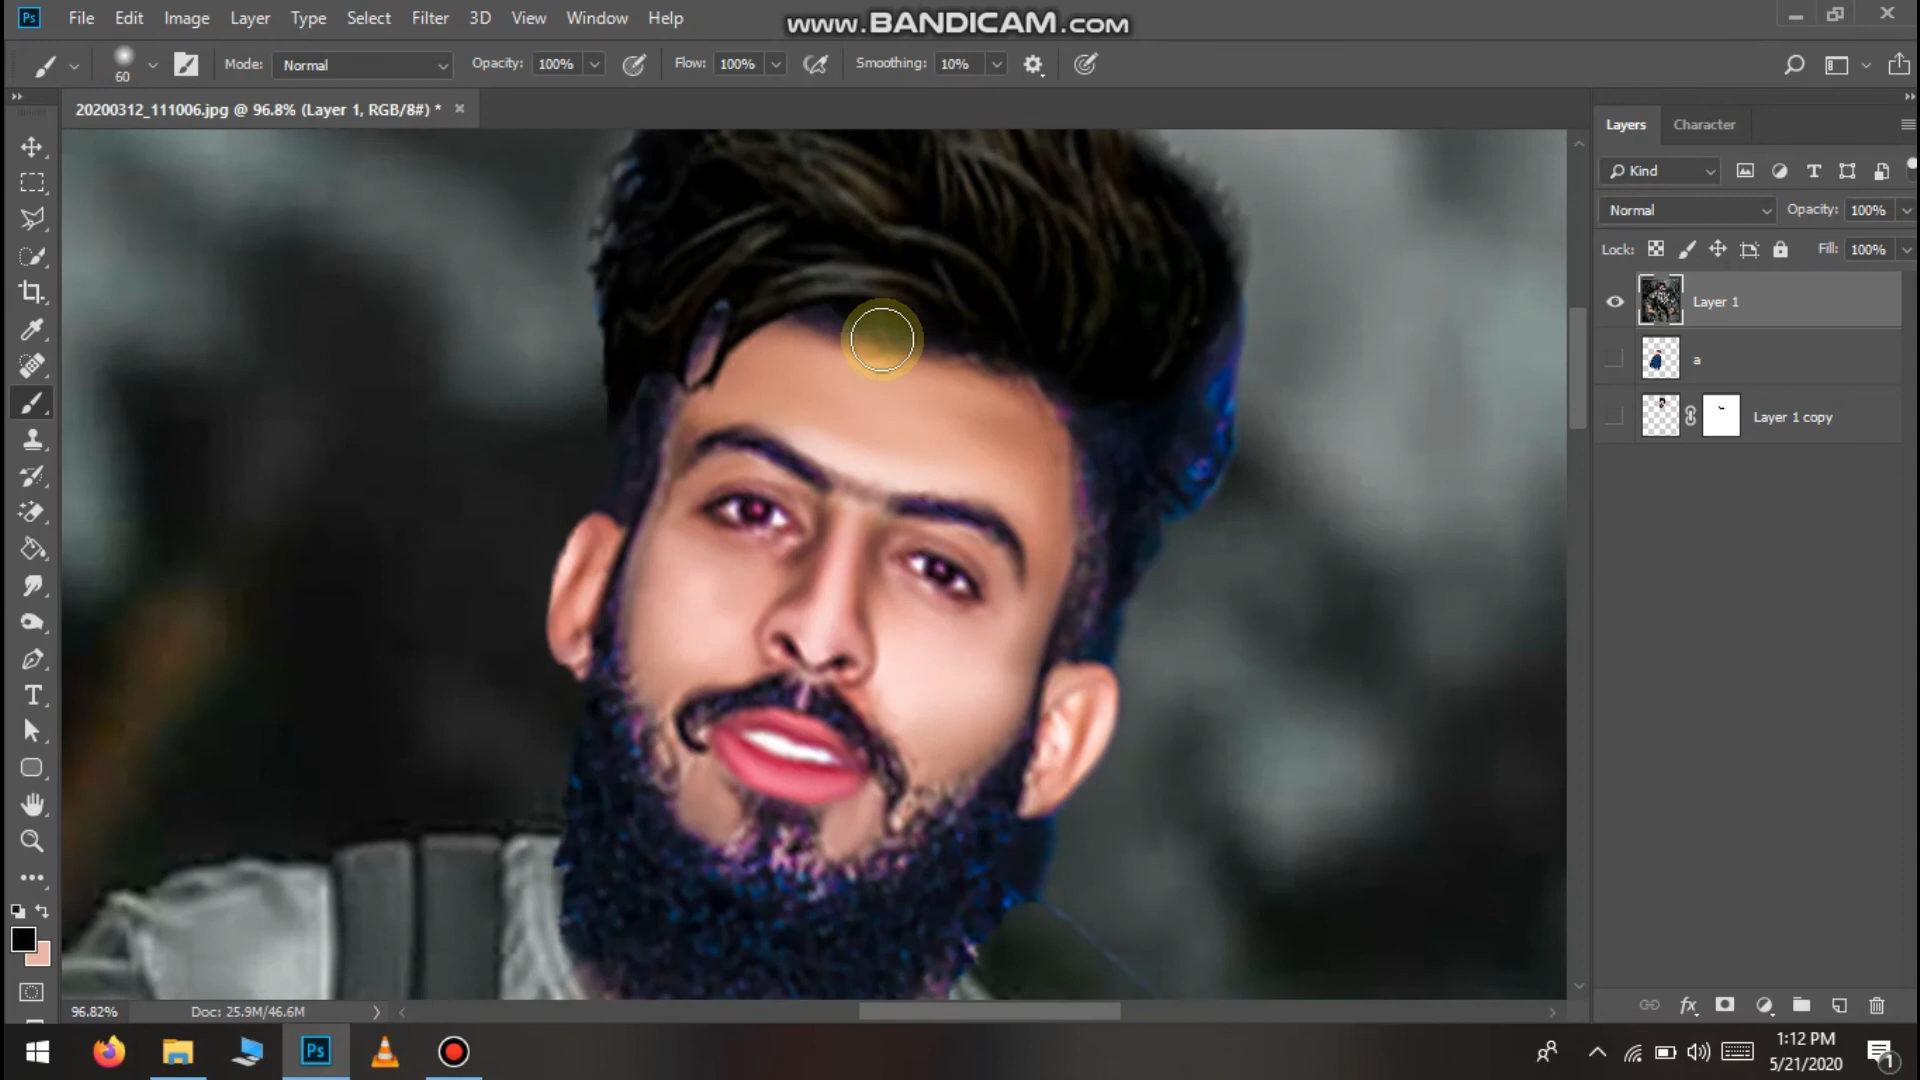 Ps File Edit Image Layer Type Select Filter 3D View Window Help
www.BANDICAM.com
60 Mode: Normal Opacity: 100% Flow: 100% Smoothing: 10%
20200312_111006.jpg @ 96.8% (Layer 1, RGB/8#) *
Layers Character
Kind
Normal Opacity: 100%
Lock: Fill: 100%
Layer 1
a
Layer 1 copy
96.82% Doc: 25.9M/46.6M
Ps
1:12 PM
5/21/2020
1